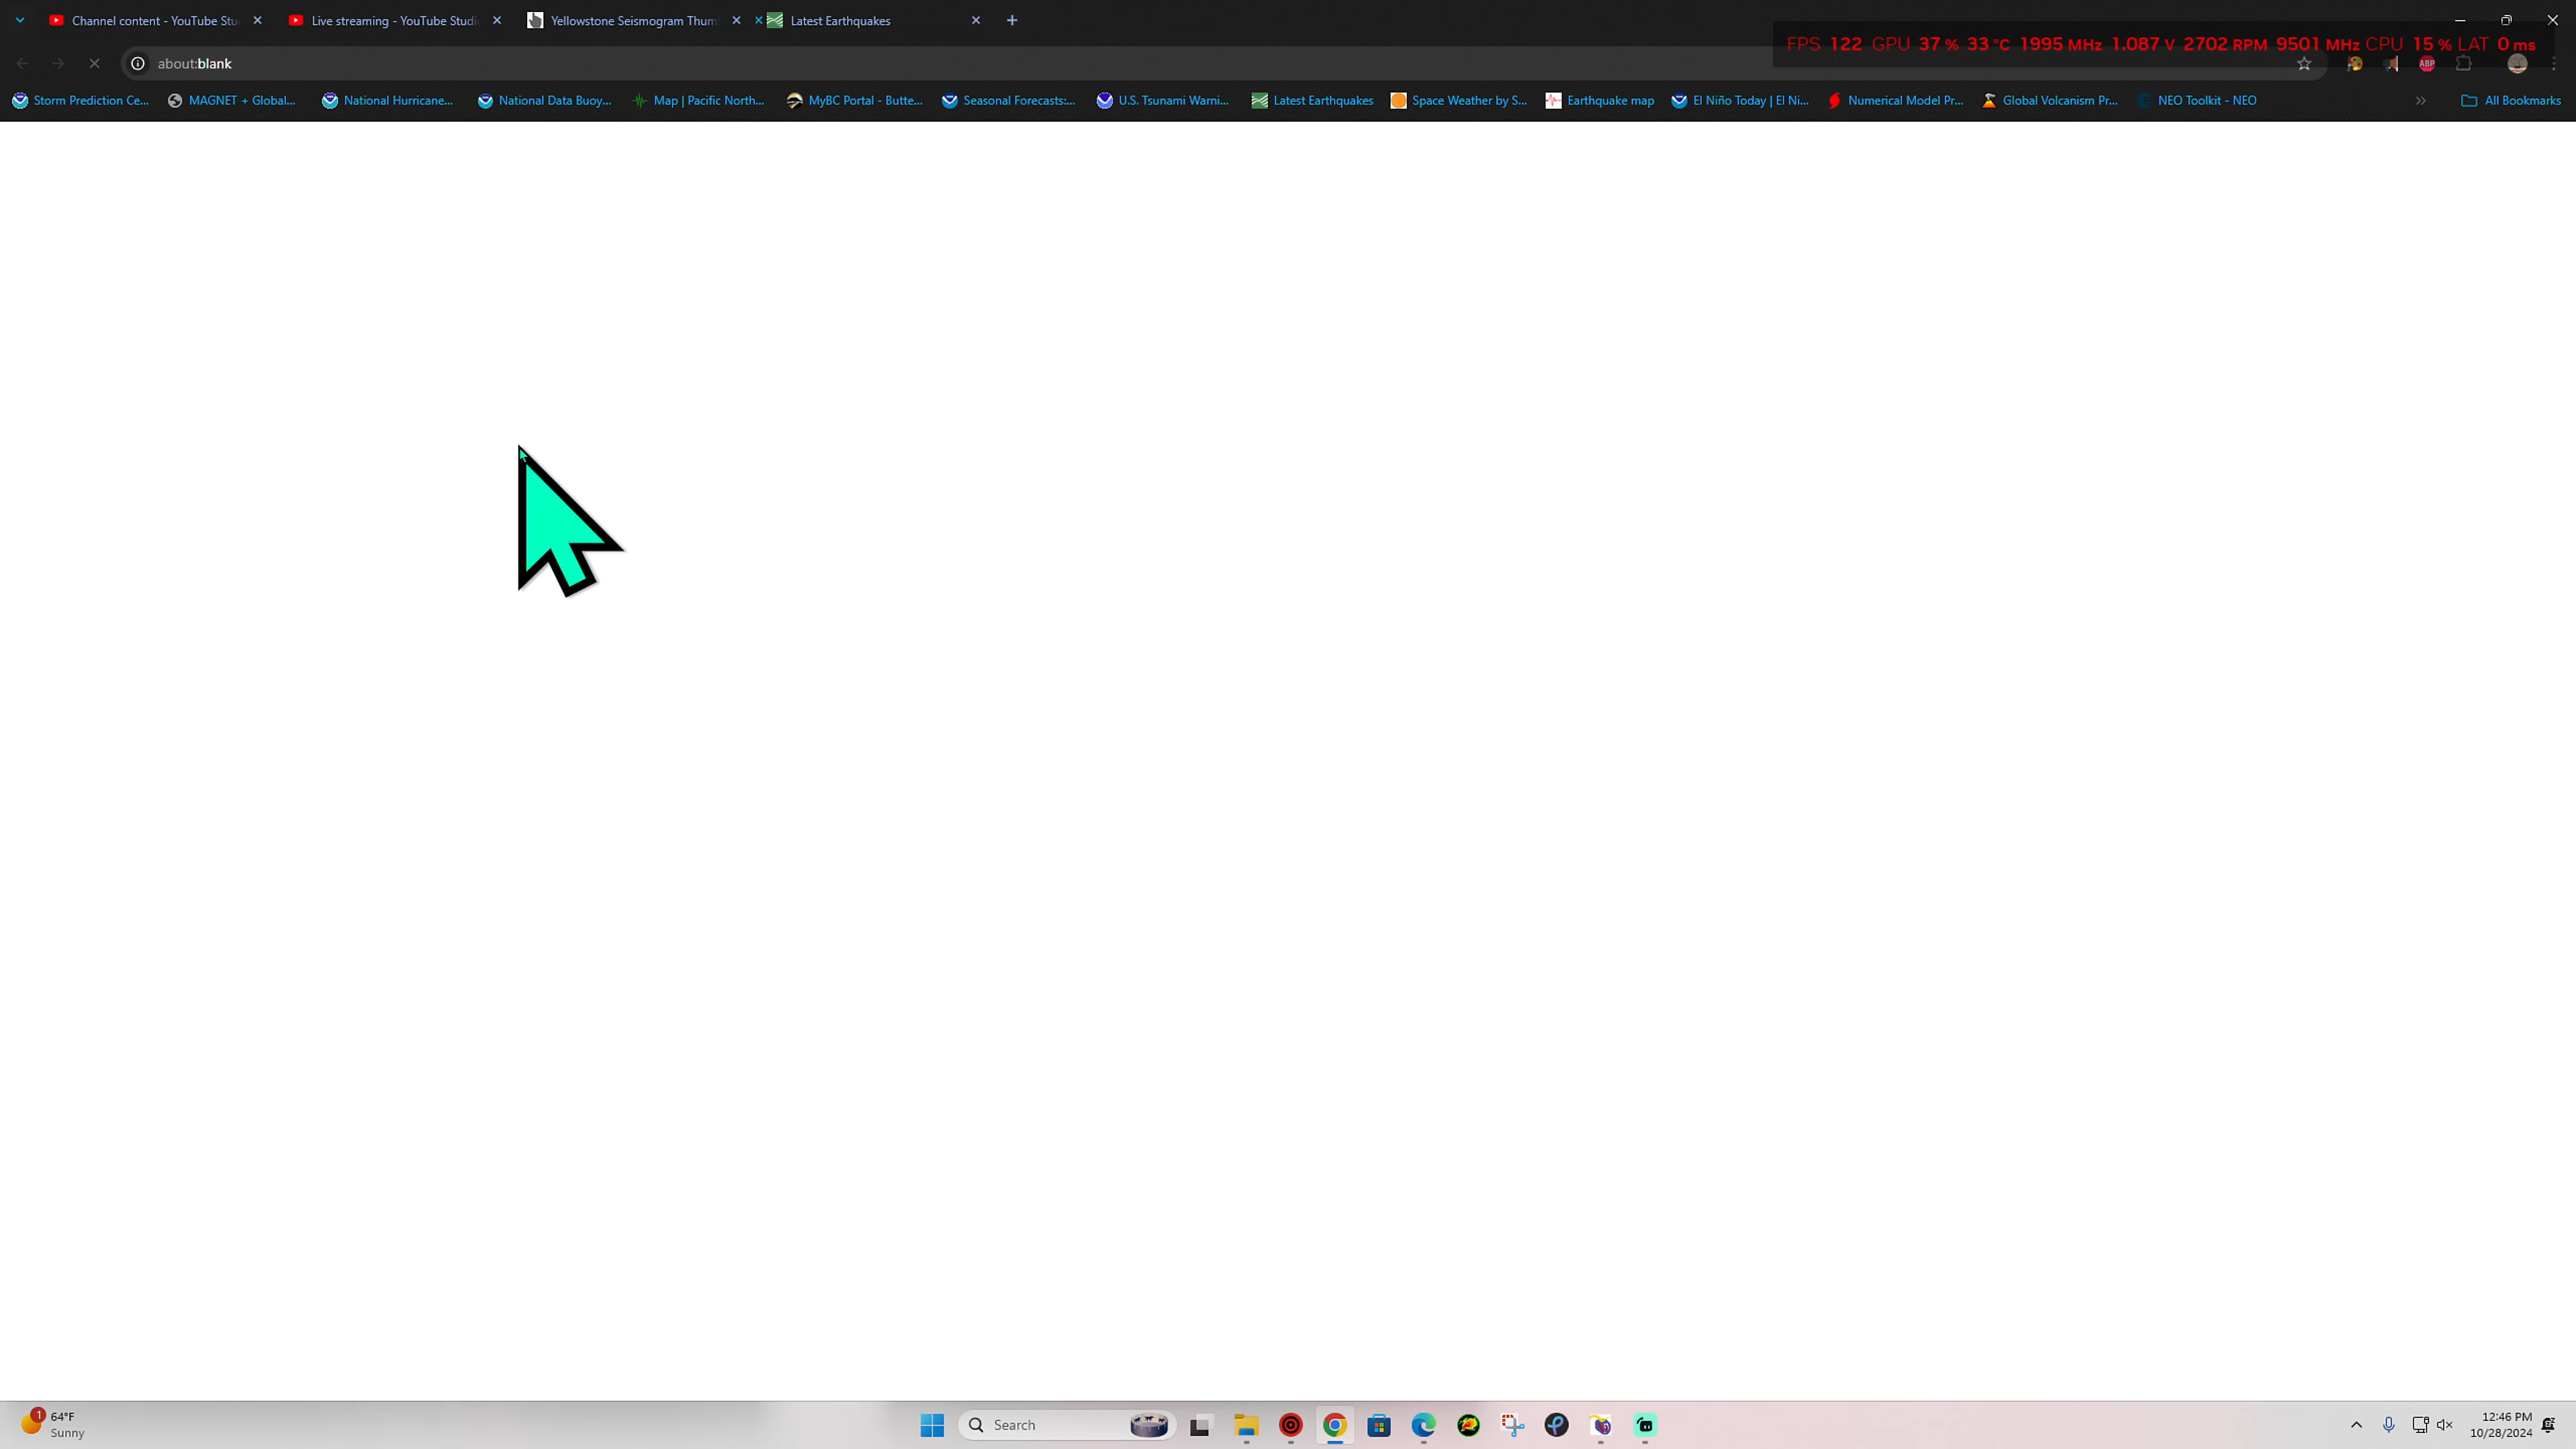 Channel content - YouTube Stu
Live streaming - YouTube Studi
Yellowstone Seismogram Thum
Latest Earthquakes
FPS 122 GPU 37 % 33 °C 1995 MHz 1.087 V 2702 RPM 9501 MHz CPU 15 % LAT 0 ms
about:blank
ABP
Storm Prediction Ce...
MAGNET + Global...
National Hurricane...
National Data Buoy...
Map | Pacific North...
MyBC Portal - Butte...
Seasonal Forecasts:...
U.S. Tsunami Warni...
Latest Earthquakes
Space Weather by S...
Earthquake map
El Niño Today | El Ni...
Numerical Model Pr...
Global Volcanism Pr...
NEO Toolkit - NEO
All Bookmarks
1
64°F
Sunny
Search
12:46 PM
10/28/2024